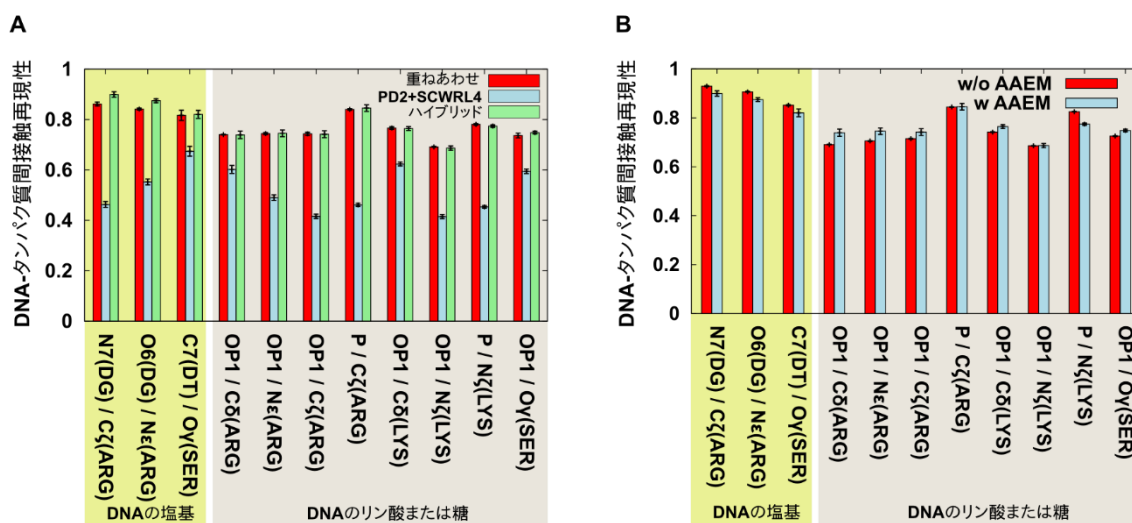 A
DNA-タンパク質間接触再現性
1
0.8
0.6
0.4
0.2
0
重ねあわせ
PD2+SCWRL4
ハイブリッド
N7(DG) / Cζ(ARG)
O6(DG) / Nε(ARG)
C7(DT) / Oγ(SER)
OP1 / Cδ(ARG)
OP1 / Nε(ARG)
OP1 / Cζ(ARG)
P / Cζ(ARG)
OP1 / Cδ(LYS)
OP1 / Nζ(LYS)
P / Nζ(LYS)
OP1 / Oγ(SER)
DNAの塩基
DNAのリン酸または糖
B
DNA-タンパク質間接触再現性
1
0.8
0.6
0.4
0.2
0
w/o AAEM
w AAEM
N7(DG) / Cζ(ARG)
O6(DG) / Nε(ARG)
C7(DT) / Oγ(SER)
OP1 / Cδ(ARG)
OP1 / Nε(ARG)
OP1 / Cζ(ARG)
P / Cζ(ARG)
OP1 / Cδ(LYS)
OP1 / Nζ(LYS)
P / Nζ(LYS)
OP1 / Oγ(SER)
DNAの塩基
DNAのリン酸または糖